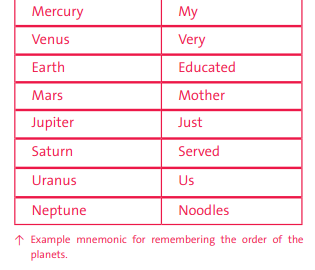 Mercury My
Venus Very
Earth Educated
Mars Mother
Jupiter Just
Saturn Served
Uranus Us
Neptune Noodles
↑ Example mnemonic for remembering the order of the
planets.